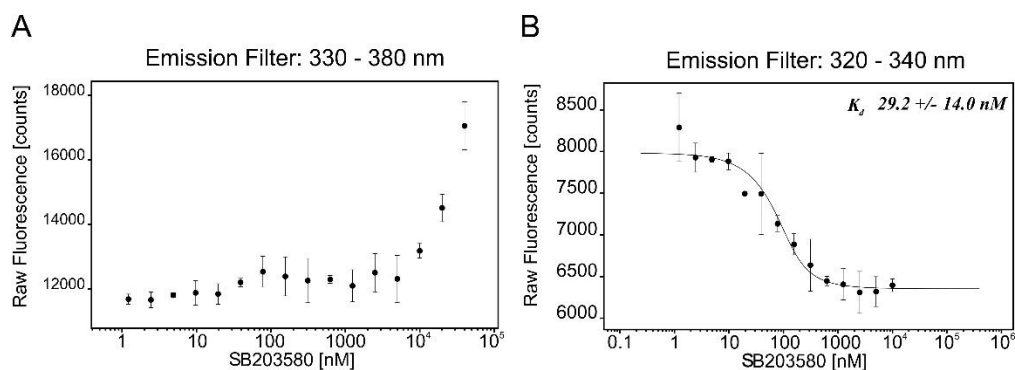 A
Emission Filter: 330 - 380 nm
Raw Fluorescence [counts]
18000
16000
14000
12000
1
10
100
1000
10⁴
10⁵
SB203580 [nM]
B
Emission Filter: 320 - 340 nm
K_d 29.2 +/- 14.0 nM
Raw Fluorescence [counts]
8500
8000
7500
7000
6500
6000
0.1
1
10
100
1000
10⁴
10⁵
10⁶
SB203580 [nM]